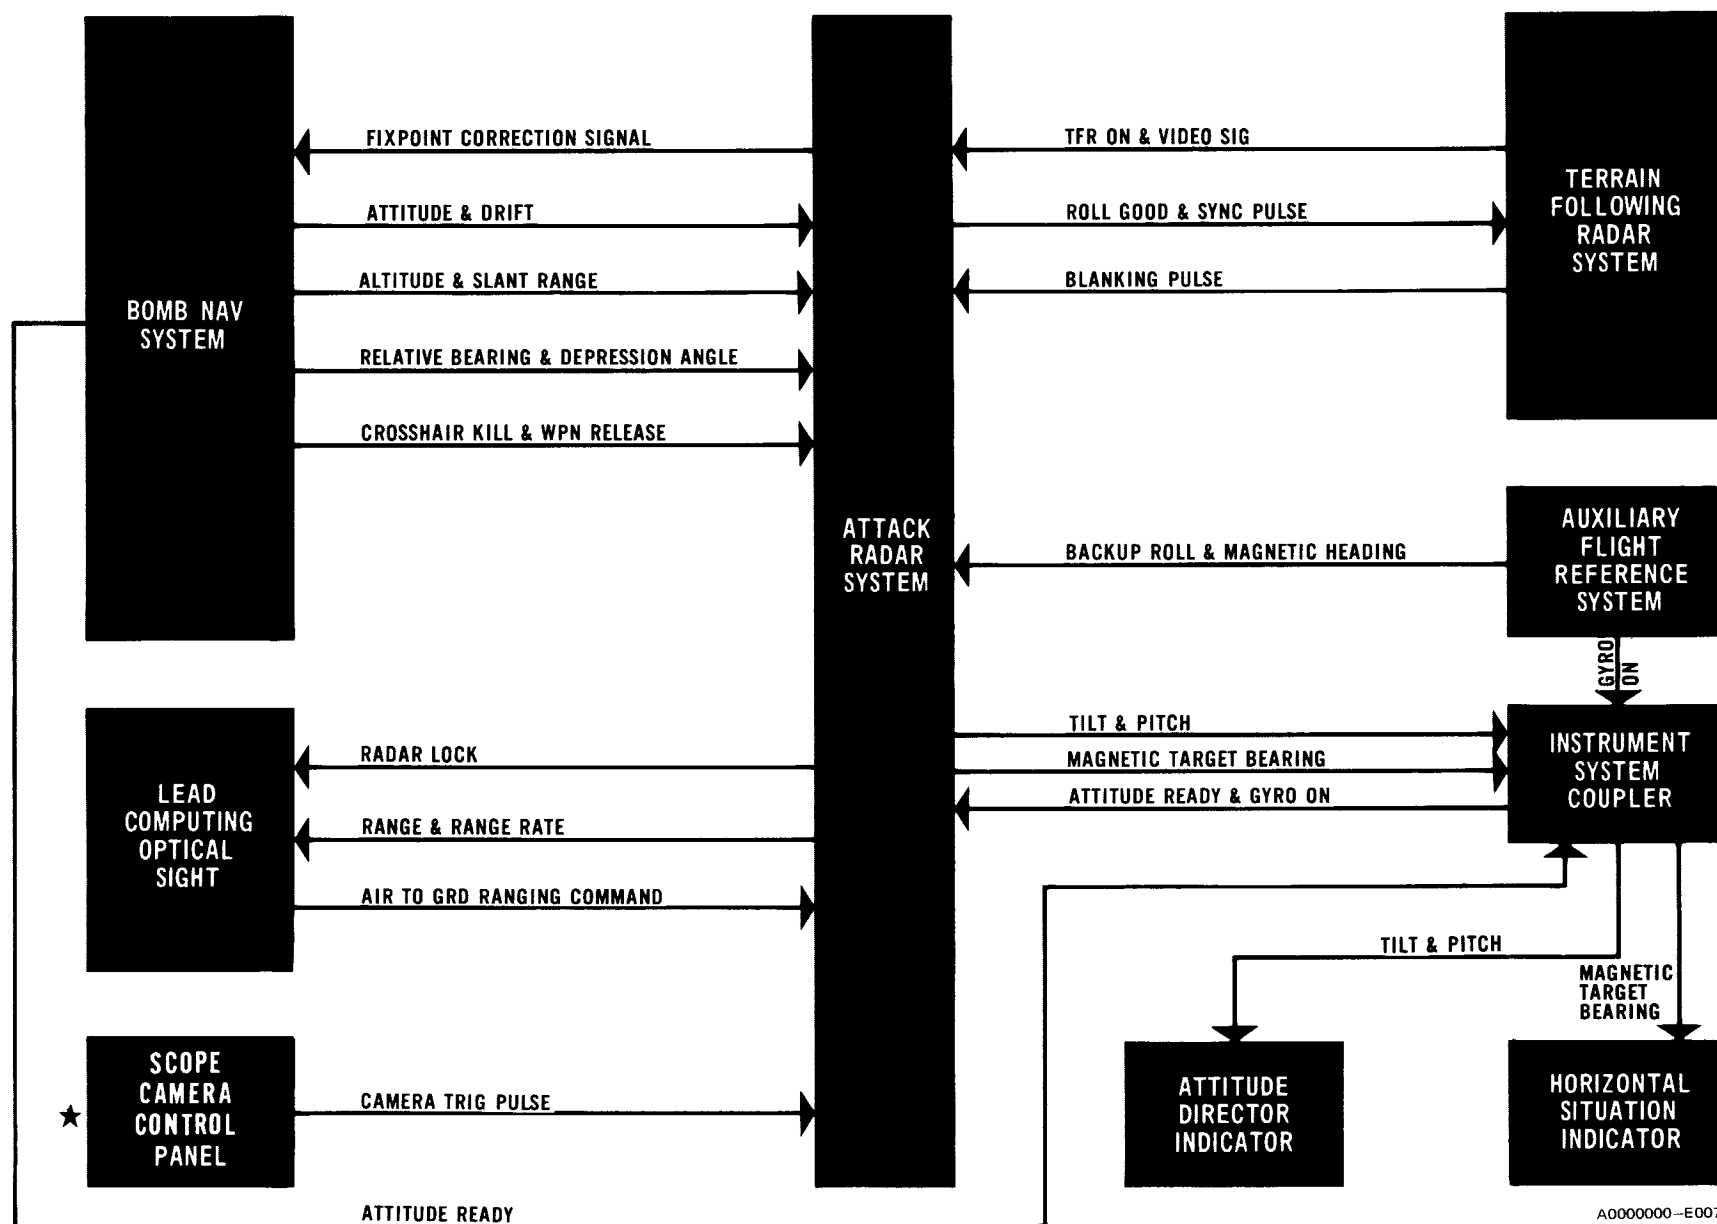 FIXPOINT CORRECTION SIGNAL
ATTITUDE & DRIFT
ALTITUDE & SLANT RANGE
BOMB NAV
SYSTEM
RELATIVE BEARING & DEPRESSION ANGLE
CROSSHAIR KILL & WPN RELEASE
ATTACK
RADAR
SYSTEM
TFR ON & VIDEO SIG
ROLL GOOD & SYNC PULSE
BLANKING PULSE
TERRAIN
FOLLOWING
RADAR
SYSTEM
BACKUP ROLL & MAGNETIC HEADING
AUXILIARY
FLIGHT
REFERENCE
SYSTEM
GYRO
ON
TILT & PITCH
MAGNETIC TARGET BEARING
ATTITUDE READY & GYRO ON
INSTRUMENT
SYSTEM
COUPLER
RADAR LOCK
RANGE & RANGE RATE
AIR TO GRD RANGING COMMAND
LEAD
COMPUTING
OPTICAL
SIGHT
TILT & PITCH
MAGNETIC
TARGET
BEARING
SCOPE
CAMERA
CONTROL
PANEL
CAMERA TRIG PULSE
ATTITUDE
DIRECTOR
INDICATOR
HORIZONTAL
SITUATION
INDICATOR
ATTITUDE READY
A0000000-E007